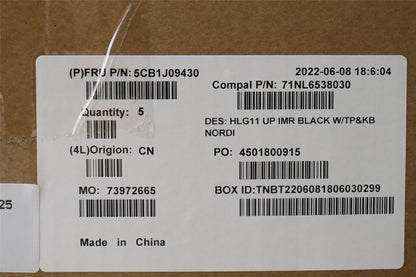 (P)FRU P/N: 5CB1J09430
2022-06-08 18:6:04
Compal P/N: 71NL6538030
Quantity: 5
DES: HLG11 UP IMR BLACK W/TP&KB
NORDI
(4L)Origion: CN
PO: 4501800915
MO: 73972665
BOX ID:TNBT2206081806030299
25
Made in China